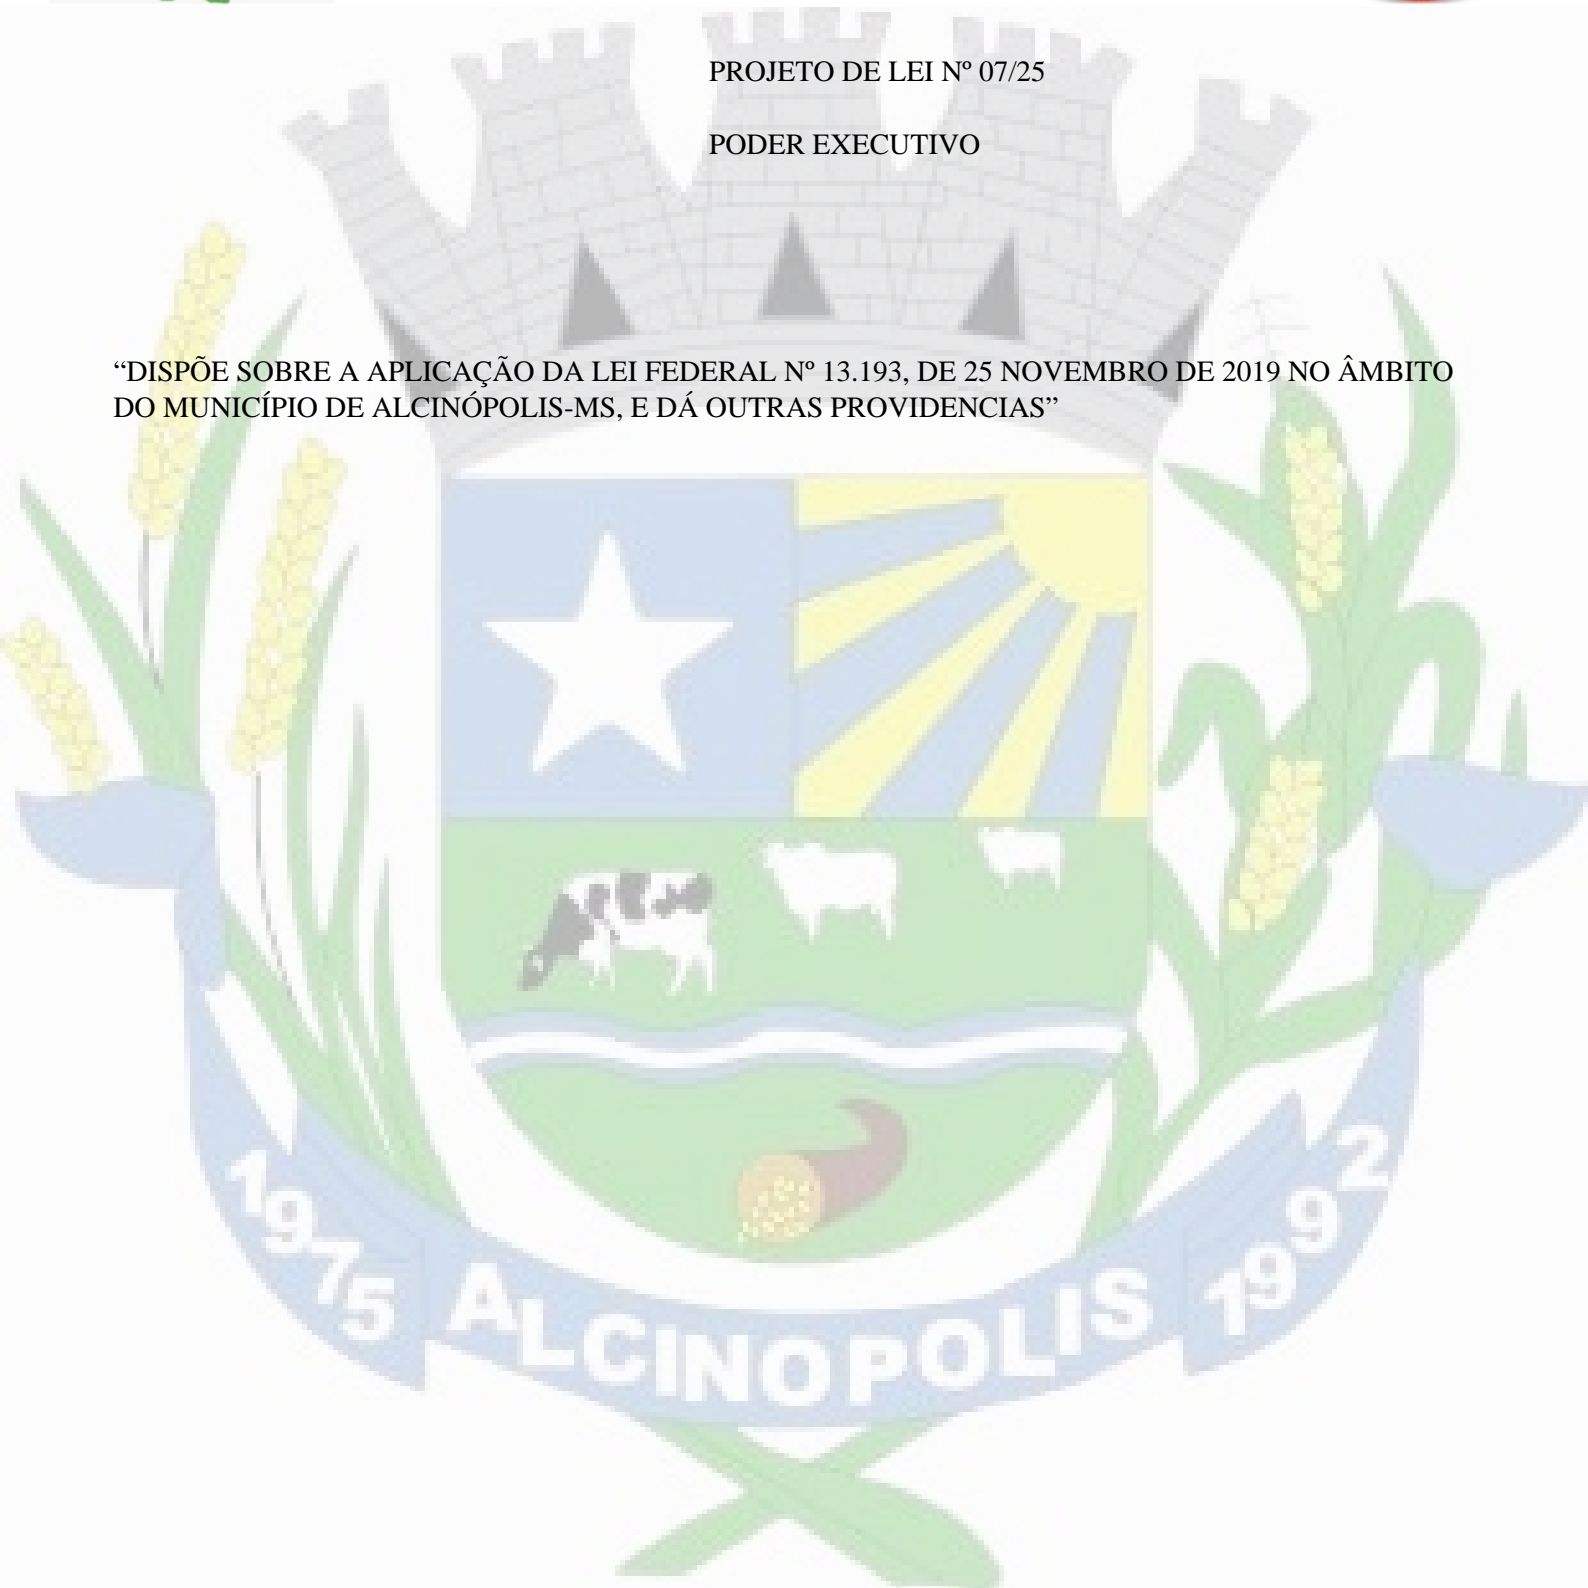 PROJETO DE LEI Nº 07/25
PODER EXECUTIVO
“DISPÕE SOBRE A APLICAÇÃO DA LEI FEDERAL Nº 13.193, DE 25 NOVEMBRO DE 2019 NO ÂMBITO
DO MUNICÍPIO DE ALCINÓPOLIS-MS, E DÁ OUTRAS PROVIDENCIAS”
1975 ALCINOPOLIS 1992